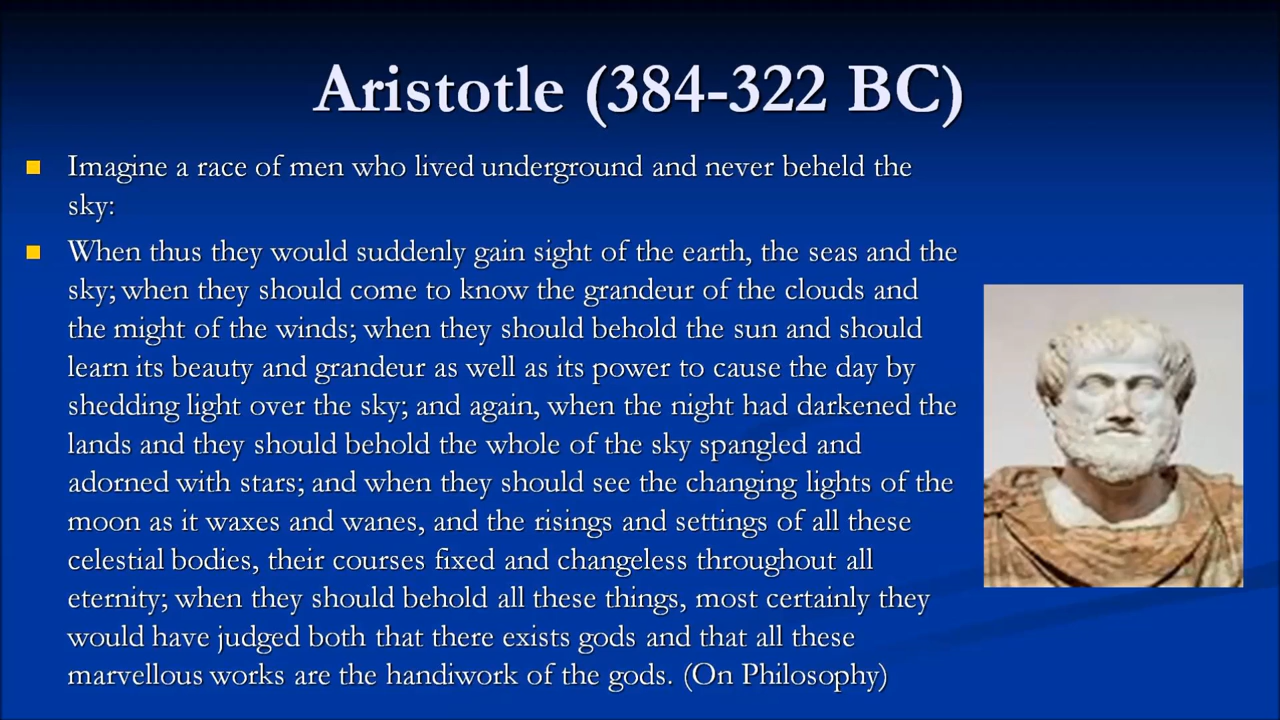 Aristotle (384-322 BC)
Imagine a race of men who lived underground and never beheld the
sky:
When thus they would suddenly gain sight of the earth, the seas and the
sky; when they should come to know the grandeur of the clouds and
the might of the winds; when they should behold the sun and should
learn its beauty and grandeur as well as its power to cause the day by
shedding light over the sky; and again, when the night had darkened the
lands and they should behold the whole of the sky spangled and
adorned with stars; and when they should see the changing lights of the
moon as it waxes and wanes, and the risings and settings of all these
celestial bodies, their courses fixed and changeless throughout all
eternity; when they should behold all these things, most certainly they
would have judged both that there exists gods and that all these
marvellous works are the handiwork of the gods. (On Philosophy)